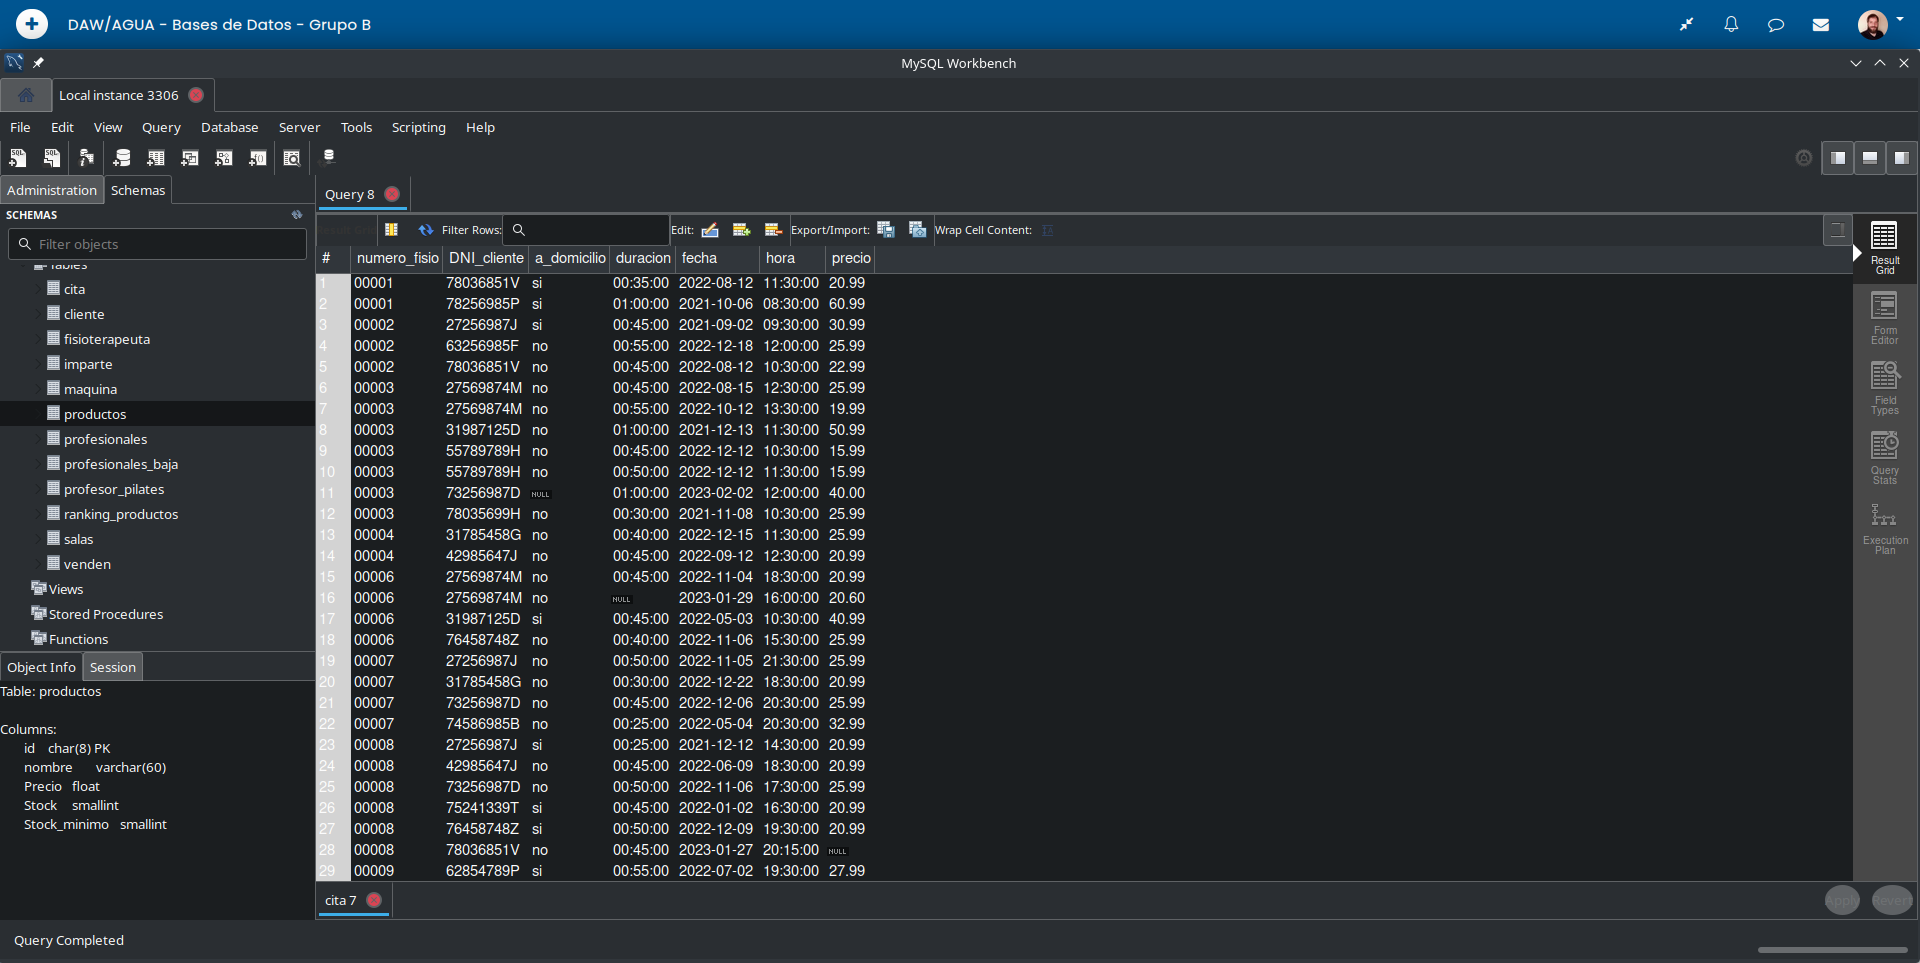 DAW/AGUA - Bases de Datos - Grupo B
MySQL Workbench
Local instance 3306
File Edit View Query Database Server Tools Scripting Help
Administration Schemas
Query 8
SCHEMAS
Filter objects
Filter Rows: Edit: Export/Import: Wrap Cell Content:
Tables
cita
cliente
fisioterapeuta
imparte
maquina
productos
profesionales
profesionales_baja
profesor_pilates
ranking_productos
salas
venden
Views
Stored Procedures
Functions
Object Info Session
Table: productos
Columns:
id char(8) PK
nombre varchar(60)
Precio float
Stock smallint
Stock_minimo smallint
# numero_fisio DNI_cliente a_domicilio duracion fecha hora precio
1 00001 78036851V si 00:35:00 2022-08-12 11:30:00 20.99
2 00001 78256985P si 01:00:00 2021-10-06 08:30:00 60.99
3 00002 27256987J si 00:45:00 2021-09-02 09:30:00 30.99
4 00002 63256985F no 00:55:00 2022-12-18 12:00:00 25.99
5 00002 78036851V no 00:45:00 2022-08-12 10:30:00 22.99
6 00003 27569874M no 00:45:00 2022-08-15 12:30:00 25.99
7 00003 27569874M no 00:55:00 2022-10-12 13:30:00 19.99
8 00003 31987125D no 01:00:00 2021-12-13 11:30:00 50.99
9 00003 55789789H no 00:45:00 2022-12-12 10:30:00 15.99
10 00003 55789789H no 00:50:00 2022-12-12 11:30:00 15.99
11 00003 73256987D NULL 01:00:00 2023-02-02 12:00:00 40.00
12 00003 78035699H no 00:30:00 2021-11-08 10:30:00 25.99
13 00004 31785458G no 00:40:00 2022-12-15 11:30:00 25.99
14 00004 42985647J no 00:45:00 2022-09-12 12:30:00 20.99
15 00006 27569874M no 00:45:00 2022-11-04 18:30:00 20.99
16 00006 27569874M no NULL 2023-01-29 16:00:00 20.60
17 00006 31987125D si 00:45:00 2022-05-03 10:30:00 40.99
18 00006 76458748Z no 00:40:00 2022-11-06 15:30:00 25.99
19 00007 27256987J no 00:50:00 2022-11-05 21:30:00 25.99
20 00007 31785458G no 00:30:00 2022-12-22 18:30:00 20.99
21 00007 73256987D no 00:45:00 2022-12-06 20:30:00 25.99
22 00007 74586985B no 00:25:00 2022-05-04 20:30:00 32.99
23 00008 27256987J si 00:25:00 2021-12-12 14:30:00 20.99
24 00008 42985647J no 00:45:00 2022-06-09 18:30:00 20.99
25 00008 73256987D no 00:50:00 2022-11-06 17:30:00 25.99
26 00008 75241339T si 00:45:00 2022-01-02 16:30:00 20.99
27 00008 76458748Z si 00:50:00 2022-12-09 19:30:00 20.99
28 00008 78036851V no 00:45:00 2023-01-27 20:15:00 NULL
29 00009 62854789P si 00:55:00 2022-07-02 19:30:00 27.99
Result
Grid
Form
Editor
Field
Types
Query
Stats
Execution
Plan
cita 7
Apply Revert
Query Completed